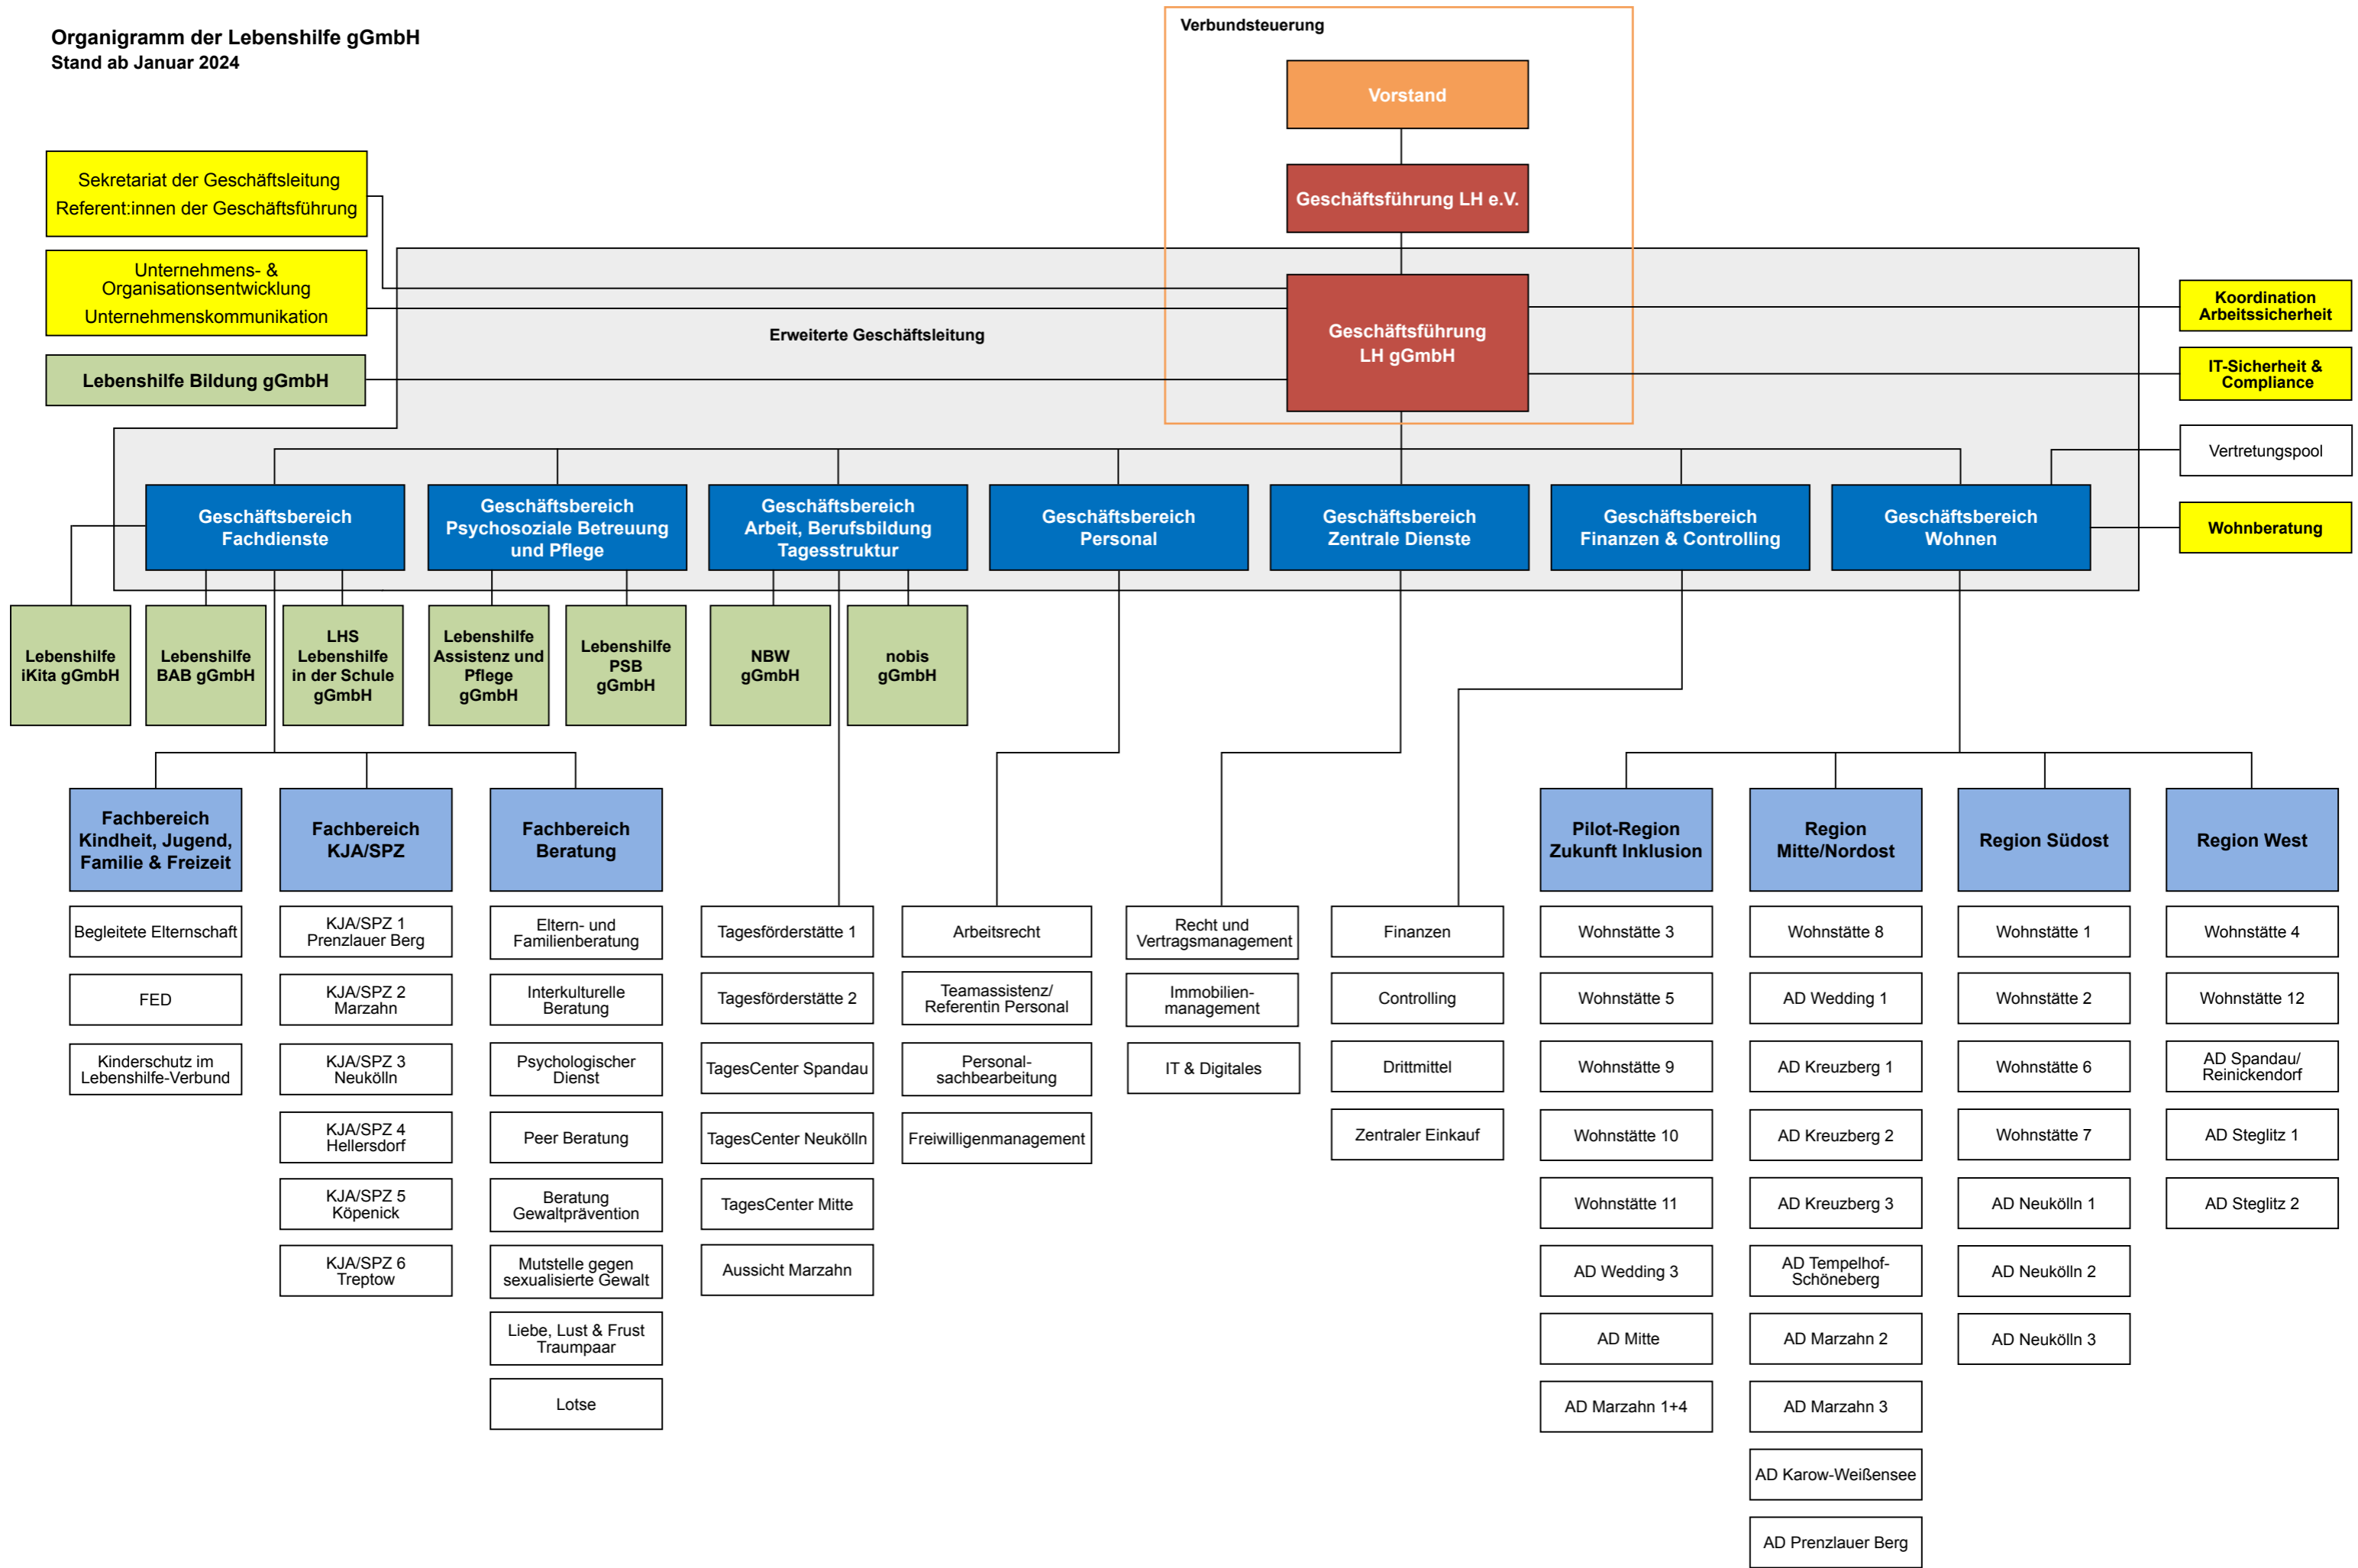 Organigramm der Lebenshilfe gGmbH
Stand ab Januar 2024
Verbundsteuerung
Vorstand
Geschäftsführung LH e.V.
Geschäftsführung
LH gGmbH
Erweiterte Geschäftsleitung
Sekretariat der Geschäftsleitung
Referent:innen der Geschäftsführung
Unternehmens- &
Organisationsentwicklung
Unternehmenskommunikation
Lebenshilfe Bildung gGmbH
Koordination
Arbeitssicherheit
IT-Sicherheit &
Compliance
Vertretungspool
Wohnberatung
Geschäftsbereich
Fachdienste
Geschäftsbereich
Psychosoziale Betreuung
und Pflege
Geschäftsbereich
Arbeit, Berufsbildung
Tagesstruktur
Geschäftsbereich
Personal
Geschäftsbereich
Zentrale Dienste
Geschäftsbereich
Finanzen & Controlling
Geschäftsbereich
Wohnen
Lebenshilfe
iKita gGmbH
Lebenshilfe
BAB gGmbH
LHS
Lebenshilfe
in der Schule
gGmbH
Lebenshilfe
Assistenz und
Pflege
gGmbH
Lebenshilfe
PSB
gGmbH
NBW
gGmbH
nobis
gGmbH
Fachbereich
Kindheit, Jugend,
Familie & Freizeit
Begleitete Elternschaft
FED
Kinderschutz im
Lebenshilfe-Verbund
Fachbereich
KJA/SPZ
KJA/SPZ 1
Prenzlauer Berg
KJA/SPZ 2
Marzahn
KJA/SPZ 3
Neukölln
KJA/SPZ 4
Hellersdorf
KJA/SPZ 5
Köpenick
KJA/SPZ 6
Treptow
Fachbereich
Beratung
Eltern- und
Familienberatung
Interkulturelle
Beratung
Psychologischer
Dienst
Peer Beratung
Beratung
Gewaltprävention
Mutstelle gegen
sexualisierte Gewalt
Liebe, Lust & Frust
Traumpaar
Lotse
Tagesförderstätte 1
Tagesförderstätte 2
TagesCenter Spandau
TagesCenter Neukölln
TagesCenter Mitte
Aussicht Marzahn
Arbeitsrecht
Teamassistenz/
Referentin Personal
Personal-
sachbearbeitung
Freiwilligenmanagement
Recht und
Vertragsmanagement
Immobilien-
management
IT & Digitales
Finanzen
Controlling
Drittmittel
Zentraler Einkauf
Pilot-Region
Zukunft Inklusion
Wohnstätte 3
Wohnstätte 5
Wohnstätte 9
Wohnstätte 10
Wohnstätte 11
AD Wedding 3
AD Mitte
AD Marzahn 1+4
Region
Mitte/Nordost
Wohnstätte 8
AD Wedding 1
AD Kreuzberg 1
AD Kreuzberg 2
AD Kreuzberg 3
AD Tempelhof-
Schöneberg
AD Marzahn 2
AD Marzahn 3
AD Karow-Weißensee
AD Prenzlauer Berg
Region Südost
Wohnstätte 1
Wohnstätte 2
Wohnstätte 6
Wohnstätte 7
AD Neukölln 1
AD Neukölln 2
AD Neukölln 3
Region West
Wohnstätte 4
Wohnstätte 12
AD Spandau/
Reinickendorf
AD Steglitz 1
AD Steglitz 2